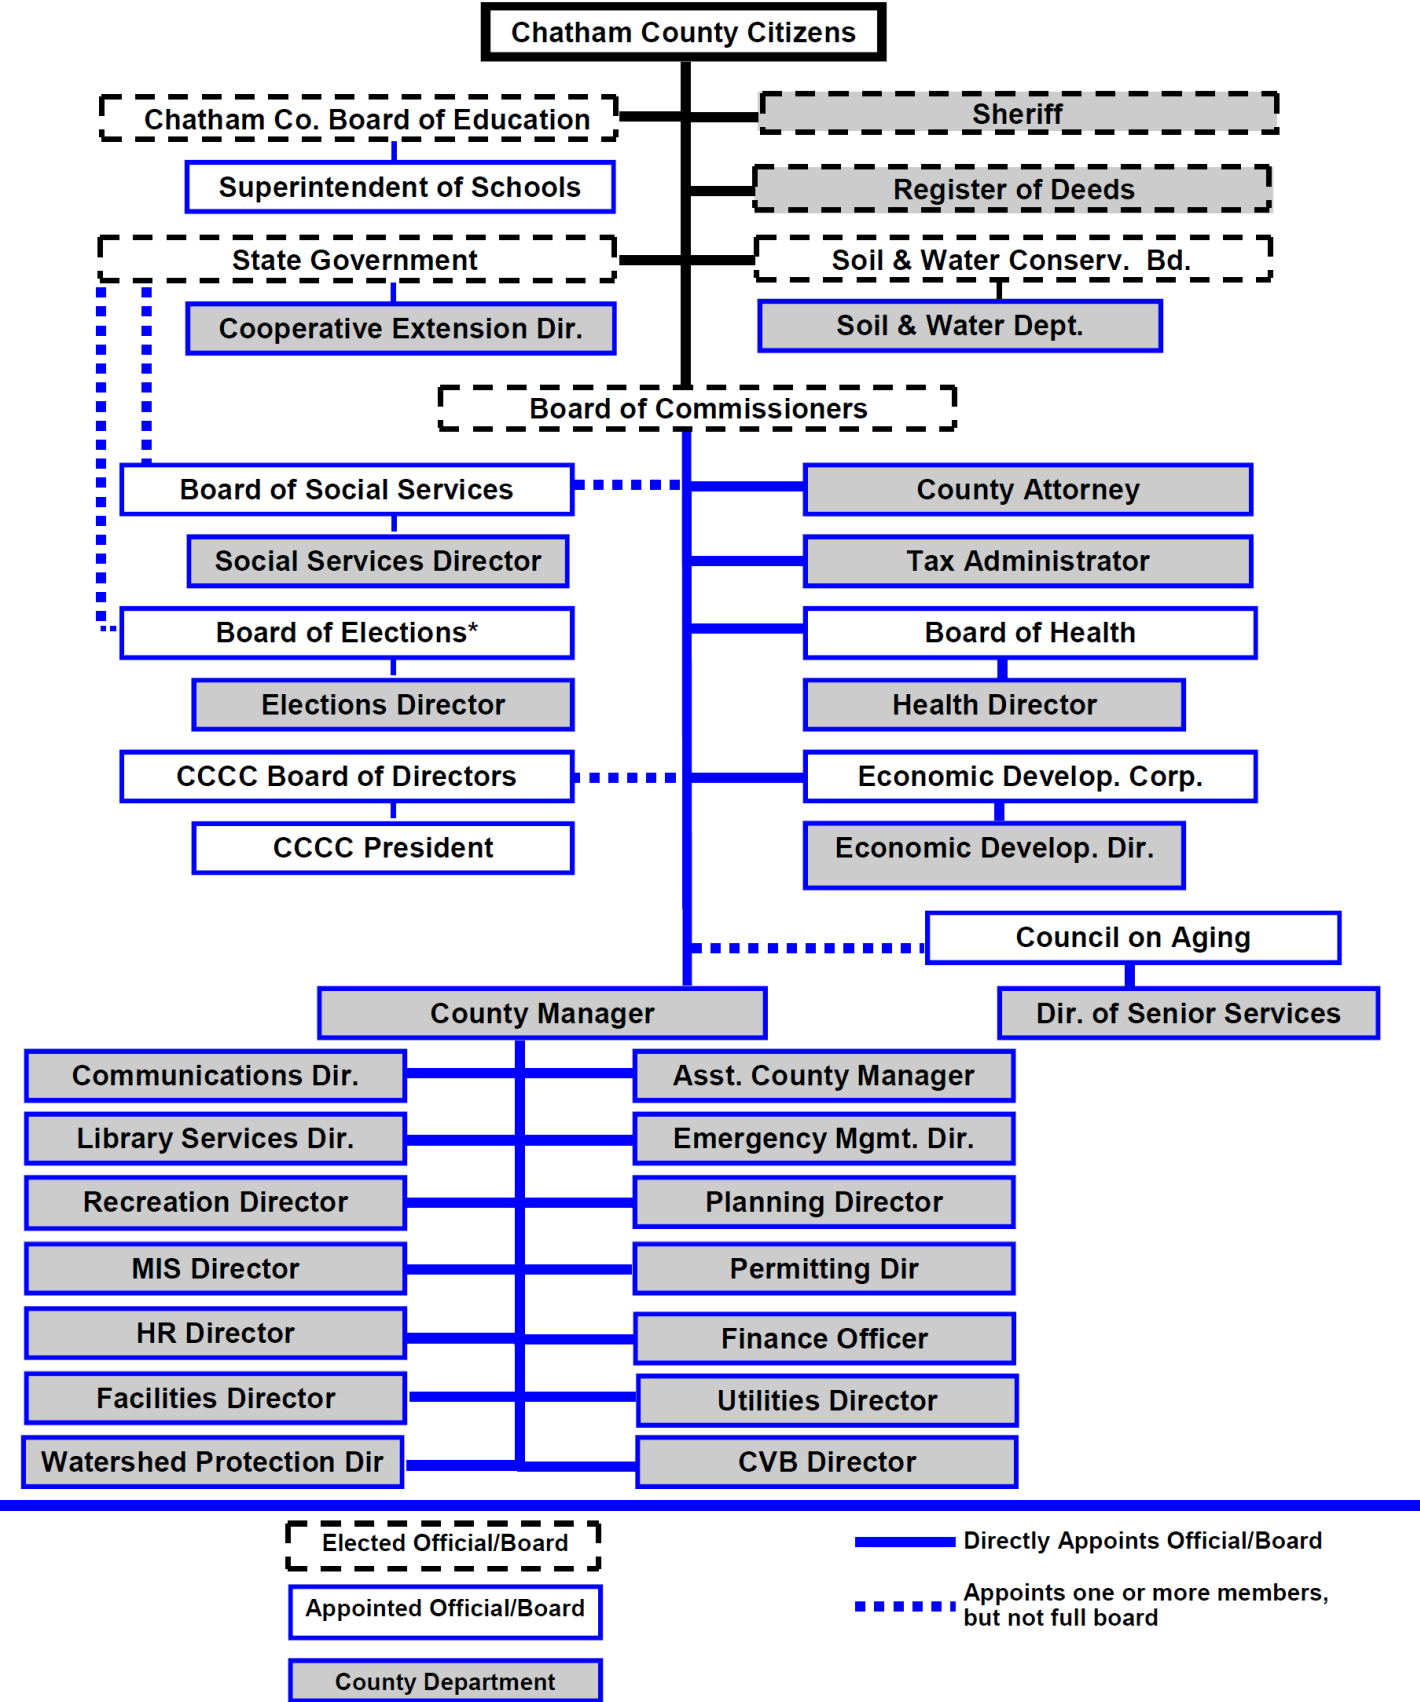 Chatham County Citizens
Chatham Co. Board of Education
Sheriff
Superintendent of Schools
Register of Deeds
State Government
Soil & Water Conserv. Bd.
Cooperative Extension Dir.
Soil & Water Dept.
Board of Commissioners
Board of Social Services
County Attorney
Social Services Director
Tax Administrator
Board of Elections*
Board of Health
Elections Director
Health Director
CCCC Board of Directors
Economic Develop. Corp.
CCCC President
Economic Develop. Dir.
Council on Aging
County Manager
Dir. of Senior Services
Communications Dir.
Asst. County Manager
Library Services Dir.
Emergency Mgmt. Dir.
Recreation Director
Planning Director
MIS Director
Permitting Dir
HR Director
Finance Officer
Facilities Director
Utilities Director
Watershed Protection Dir
CVB Director
Elected Official/Board
Directly Appoints Official/Board
Appointed Official/Board
Appoints one or more members,
but not full board
County Department